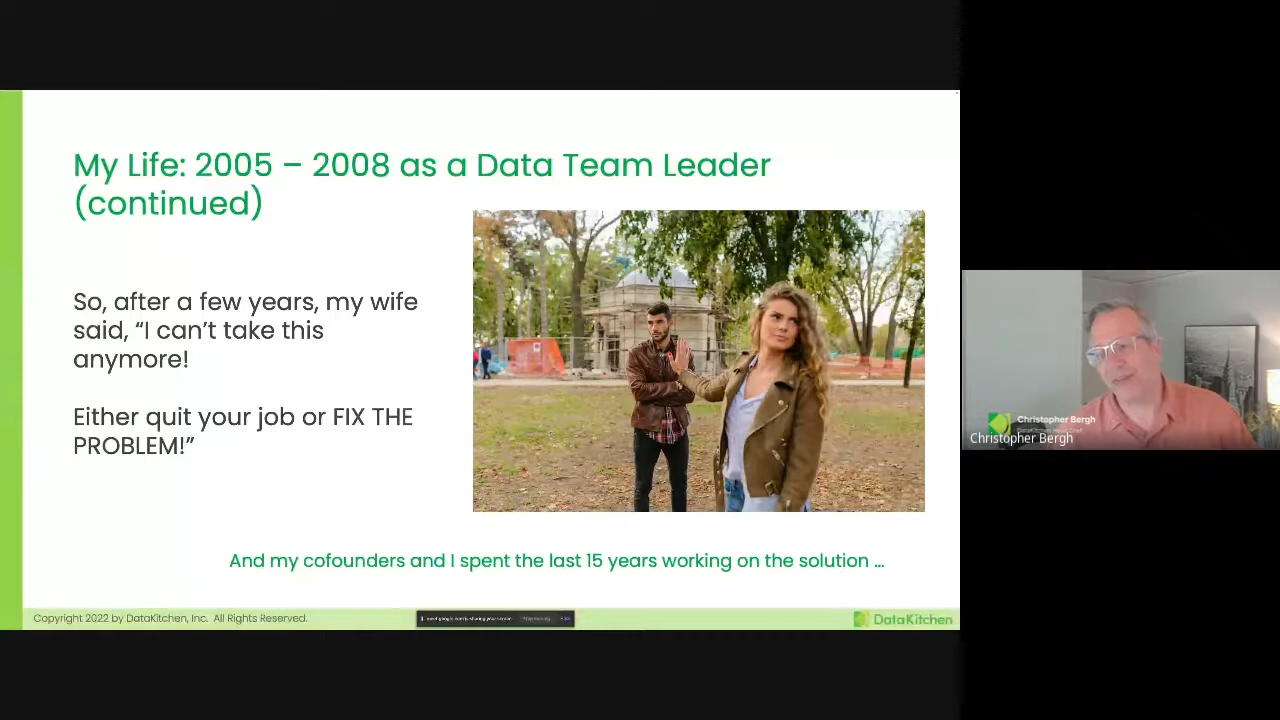 My Life: 2005 – 2008 as a Data Team Leader
(continued)
So, after a few years, my wife
said, “I can’t take this
anymore!
Either quit your job or FIX THE
PROBLEM!”
And my cofounders and I spent the last 15 years working on the solution ...
Copyright 2022 by DataKitchen, Inc. All Rights Reserved.
DataKitchen
Christopher Bergh
Christopher Bergh